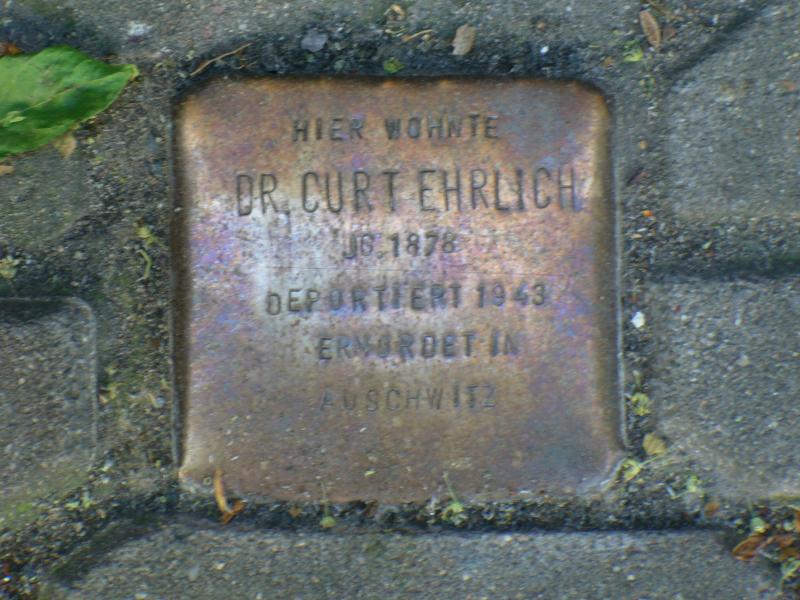 HIER WOHNTE
DR. CURT EHRLICH
JG. 1878
DEPORTIERT 1943
ERMORDET IN
AUSCHWITZ